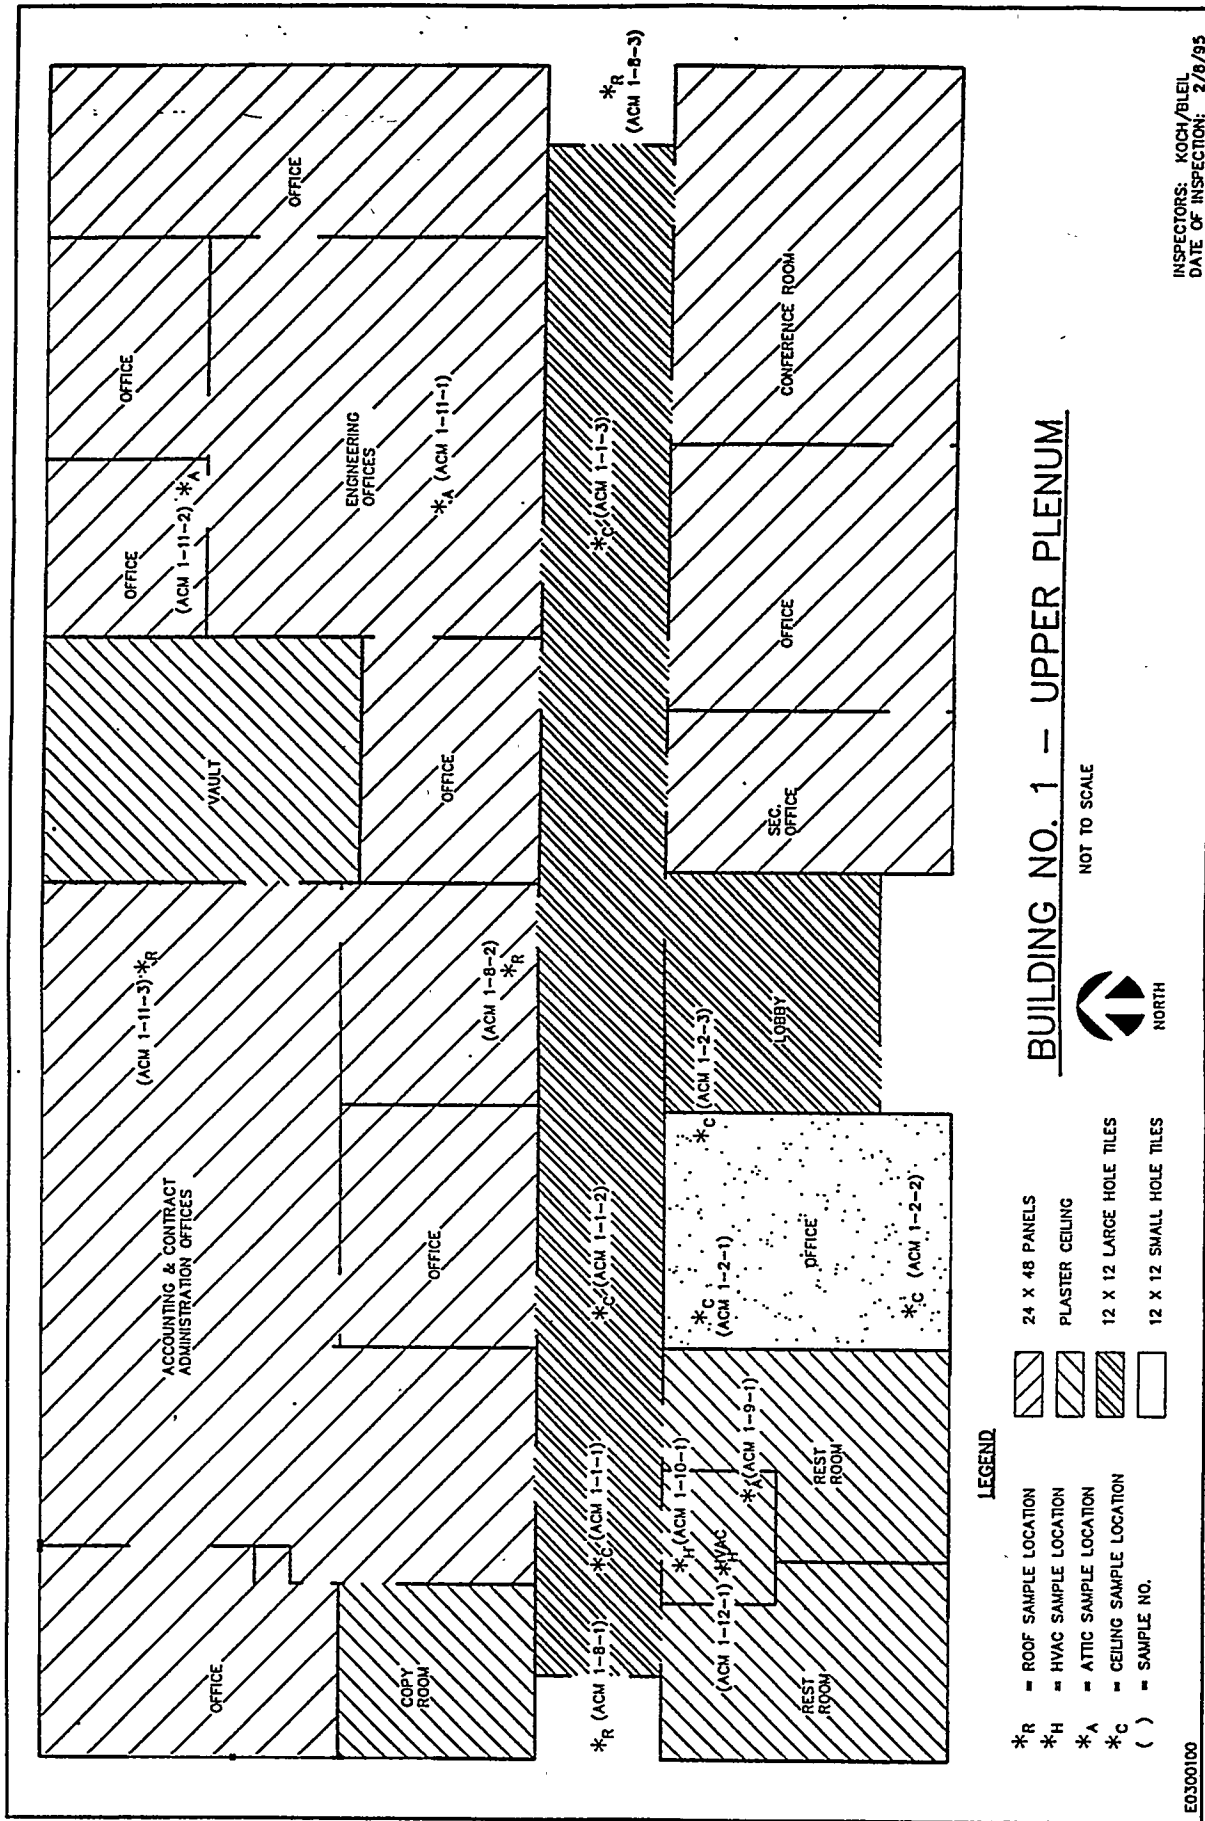 OFFICE
ACCOUNTING & CONTRACT
ADMINISTRATION OFFICES
(ACM 1-11-3) *R
VAULT
OFFICE
(ACM 1-11-2) *A
OFFICE
OFFICE
COPY
ROOM
OFFICE
(ACM 1-8-2)
*R
OFFICE
ENGINEERING
OFFICES
*A (ACM 1-11-1)
*R (ACM 1-8-1)
*C (ACM 1-1-1)
*C (ACM 1-1-2)
*C (ACM 1-1-3)
*R
(ACM 1-8-3)
*H (ACM 1-10-1)
(ACM 1-12-1) *H
HVAC
*A (ACM 1-9-1)
REST
ROOM
REST
ROOM
*C
(ACM 1-2-1)
*C (ACM 1-2-3)
OFFICE
*C (ACM 1-2-2)
LOBBY
SEC.
OFFICE
OFFICE
CONFERENCE ROOM
LEGEND
*R = ROOF SAMPLE LOCATION
*H = HVAC SAMPLE LOCATION
*A = ATTIC SAMPLE LOCATION
*C = CEILING SAMPLE LOCATION
( ) = SAMPLE NO.
24 X 48 PANELS
PLASTER CEILING
12 X 12 LARGE HOLE TILES
12 X 12 SMALL HOLE TILES
BUILDING NO. 1 - UPPER PLENUM
NOT TO SCALE
NORTH
E0300100
INSPECTORS: KOCH/BLEIL
DATE OF INSPECTION: 2/8/95